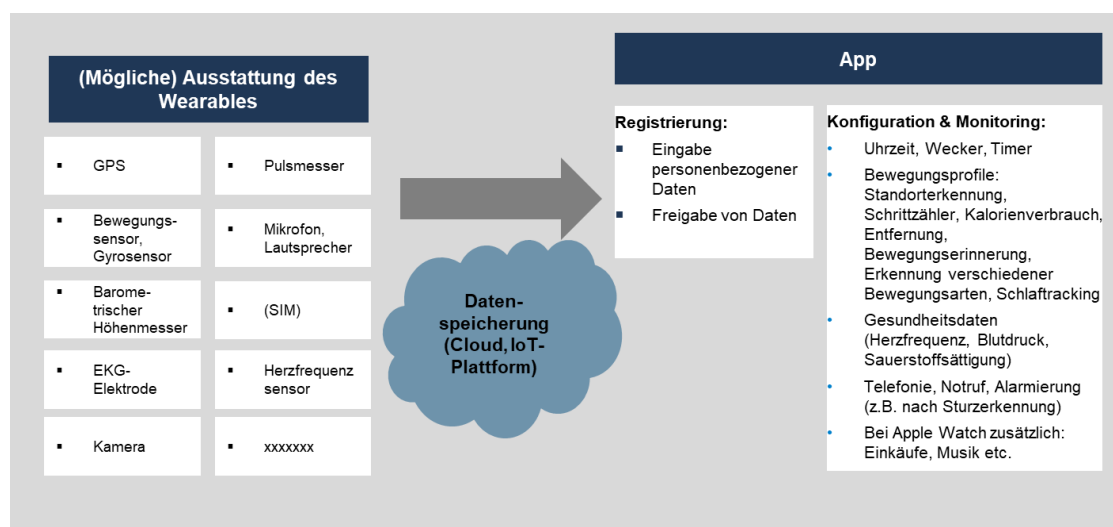 (Mögliche) Ausstattung des
Wearables
▪ GPS
▪ Pulsmesser
▪ Bewegungs-
sensor,
Gyrosensor
▪ Mikrofon,
Lautsprecher
▪ Barome-
trischer
Höhenmesser
▪ (SIM)
▪ EKG-
Elektrode
▪ Herzfrequenz
sensor
▪ Kamera
▪ xxxxxxx
Daten-
speicherung
(Cloud, IoT-
Plattform)
App
Registrierung:
▪ Eingabe
personenbezogener
Daten
▪ Freigabe von Daten
Konfiguration & Monitoring:
• Uhrzeit, Wecker, Timer
• Bewegungsprofile:
Standorterkennung,
Schrittzähler, Kalorienverbrauch,
Entfernung,
Bewegungserinnerung,
Erkennung verschiedener
Bewegungsarten, Schlaftracking
• Gesundheitsdaten
(Herzfrequenz, Blutdruck,
Sauerstoffsättigung)
• Telefonie, Notruf, Alarmierung
(z.B. nach Sturzerkennung)
• Bei Apple Watch zusätzlich:
Einkäufe, Musik etc.